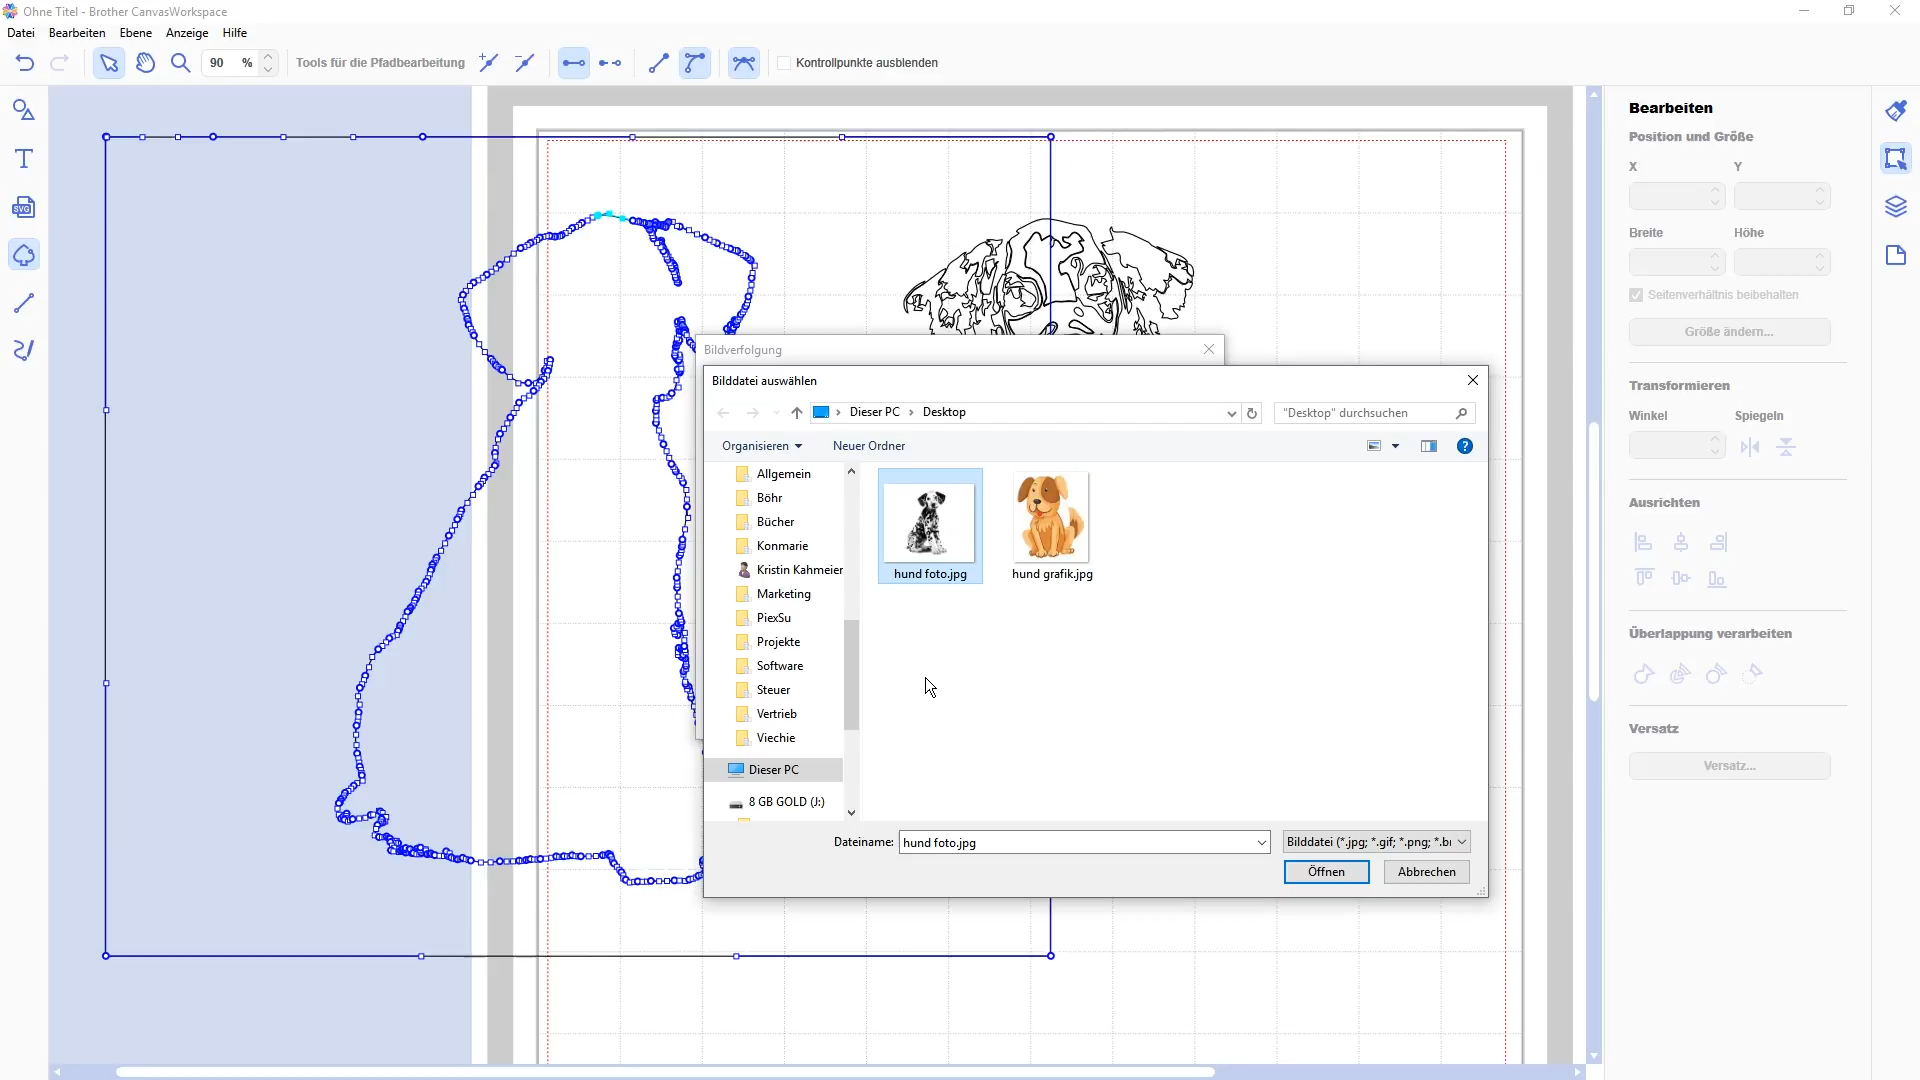 Ohne Titel - Brother CanvasWorkspace
Datei Bearbeiten Ebene Anzeige Hilfe
90 % Tools für die Pfadbearbeitung Kontrollpunkte ausblenden
SVG
Bearbeiten
Position und Größe
X Y
Breite Höhe
Seitenverhältnis beibehalten
Größe ändern...
Transformieren
Winkel Spiegeln
Ausrichten
Überlappung verarbeiten
Versatz
Versatz...
Bildverfolgung
Bilddatei auswählen
Dieser PC Desktop
"Desktop" durchsuchen
Organisieren Neuer Ordner
Allgemein
Böhr
Bücher
Konmarie
Kristin Kahmeier
Marketing
PiexSu
Projekte
Software
Steuer
Vertrieb
Viechie
Dieser PC
8 GB GOLD (J:)
hund foto.jpg
hund grafik.jpg
Dateiname: hund foto.jpg
Bilddatei (*.jpg; *.gif; *.png; *.b
Öffnen Abbrechen